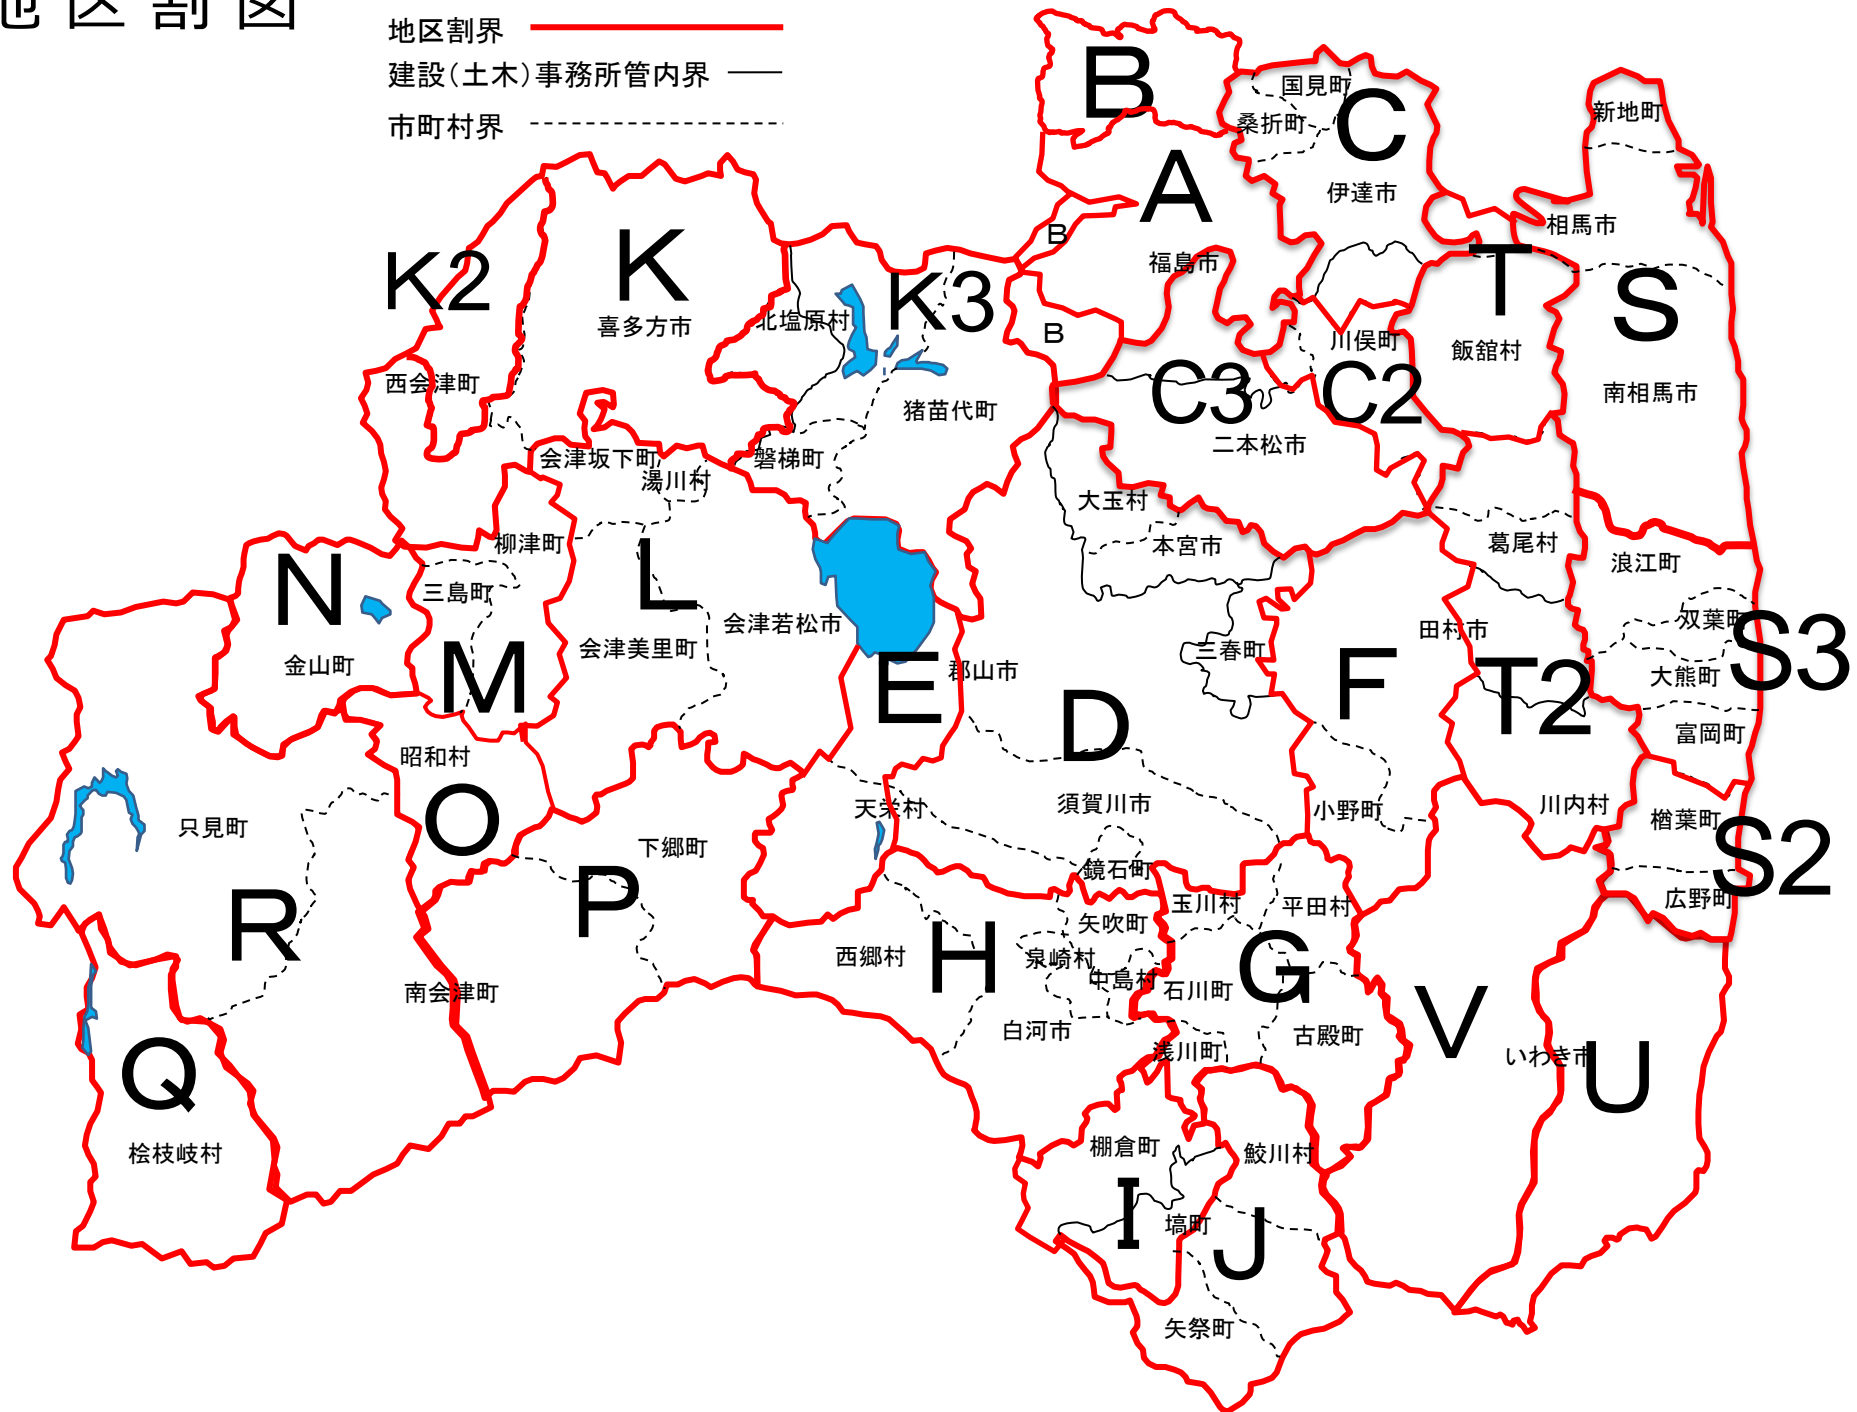 地区割図
地区割界
建設(土木)事務所管内界
市町村界
B
国見町
C
桑折町
新地町
A
伊達市
相馬市
B
K2
K
福島市
T
K3
S
喜多方市
北塩原村
B
川俣町
飯舘村
西会津町
C3
C2
南相馬市
猪苗代町
二本松市
会津坂下町
磐梯町
湯川村
大玉村
柳津町
本宮市
葛尾村
浪江町
N
L
三島町
双葉町
会津若松市
田村市
S3
会津美里町
三春町
金山町
M
E
郡山市
F
T2
大熊町
D
富岡町
昭和村
天栄村
須賀川市
小野町
川内村
楢葉町
O
只見町
下郷町
S2
鏡石町
P
玉川村
平田村
広野町
R
矢吹町
西郷村
H
泉崎村
G
中島村
南会津町
石川町
白河市
古殿町
V
浅川町
いわき市
U
Q
桧枝岐村
棚倉町
鮫川村
I
塙町
J
矢祭町